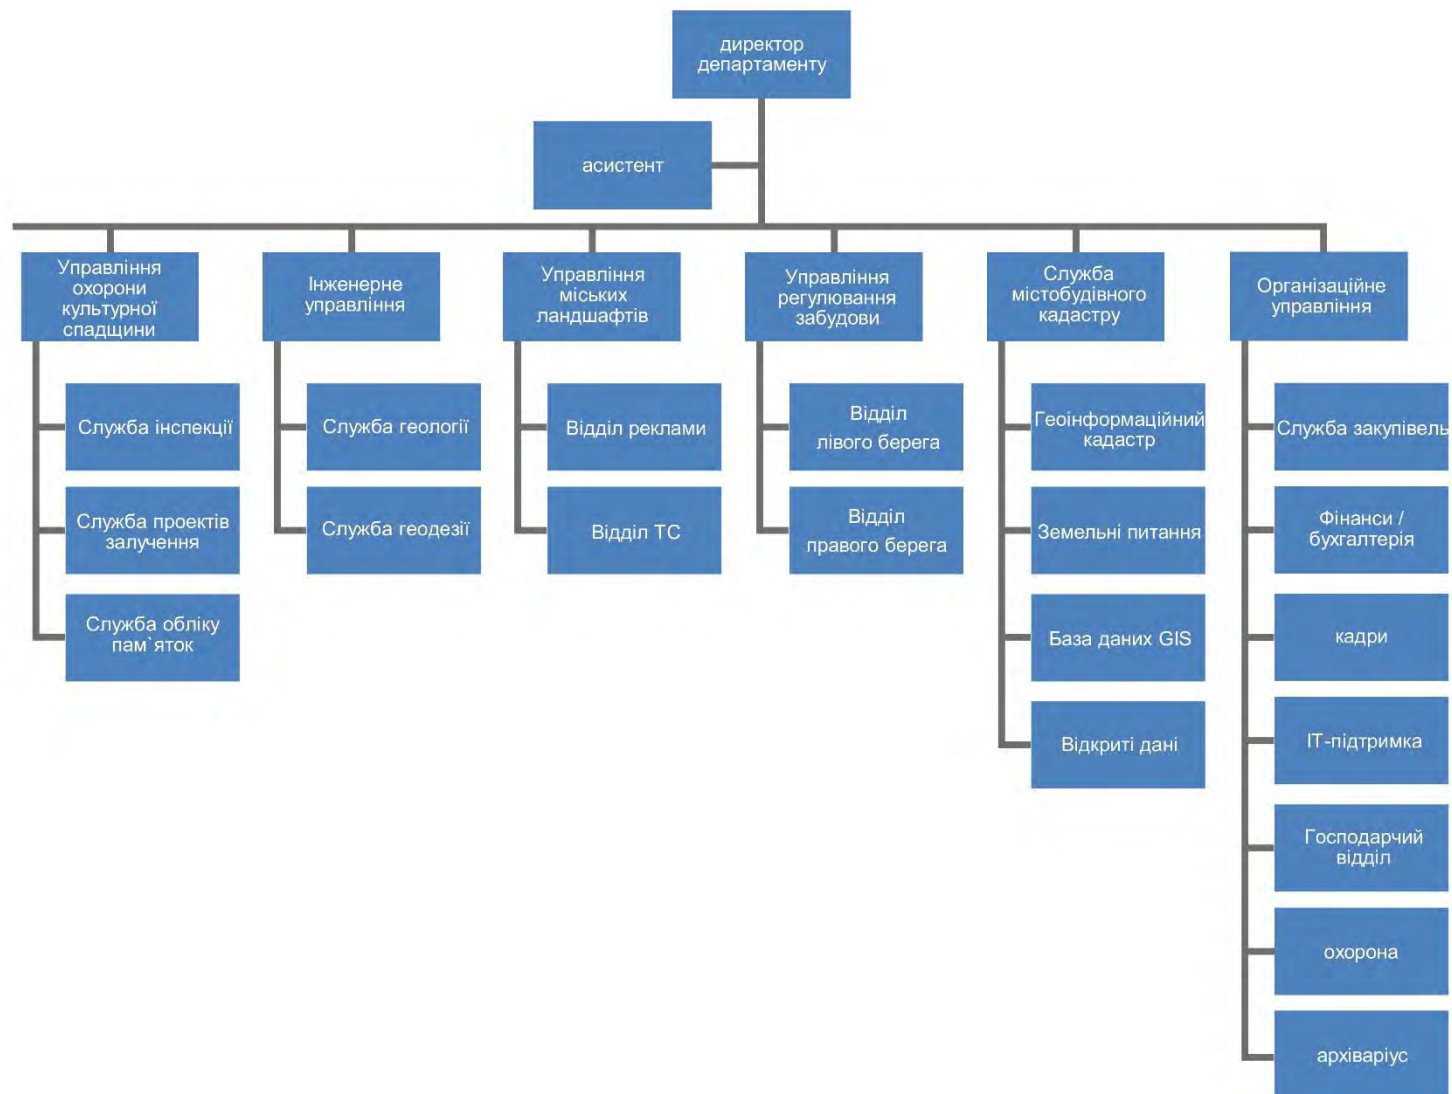 директор
департаменту
асистент
Управління
охорони
культурної
спадщини
Служба інспекції
Служба проектів
залучення
Служба обліку
пам`яток
Інженерне
управління
Служба геології
Служба геодезії
Управління
міських
ландшафтів
Відділ реклами
Відділ ТС
Управління
регулювання
забудови
Відділ
лівого берега
Відділ
правого берега
Служба
містобудівного
кадастру
Геоінформаційний
кадастр
Земельні питання
База даних GIS
Відкриті дані
Організаційне
управління
Служба закупівель
Фінанси /
бухгалтерія
кадри
ІТ-підтримка
Господарчий
відділ
охорона
архіваріус